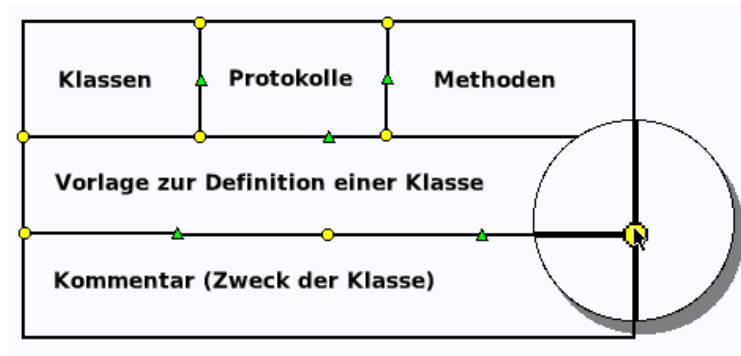 Klassen Protokolle Methoden
Vorlage zur Definition einer Klasse
Kommentar (Zweck der Klasse)